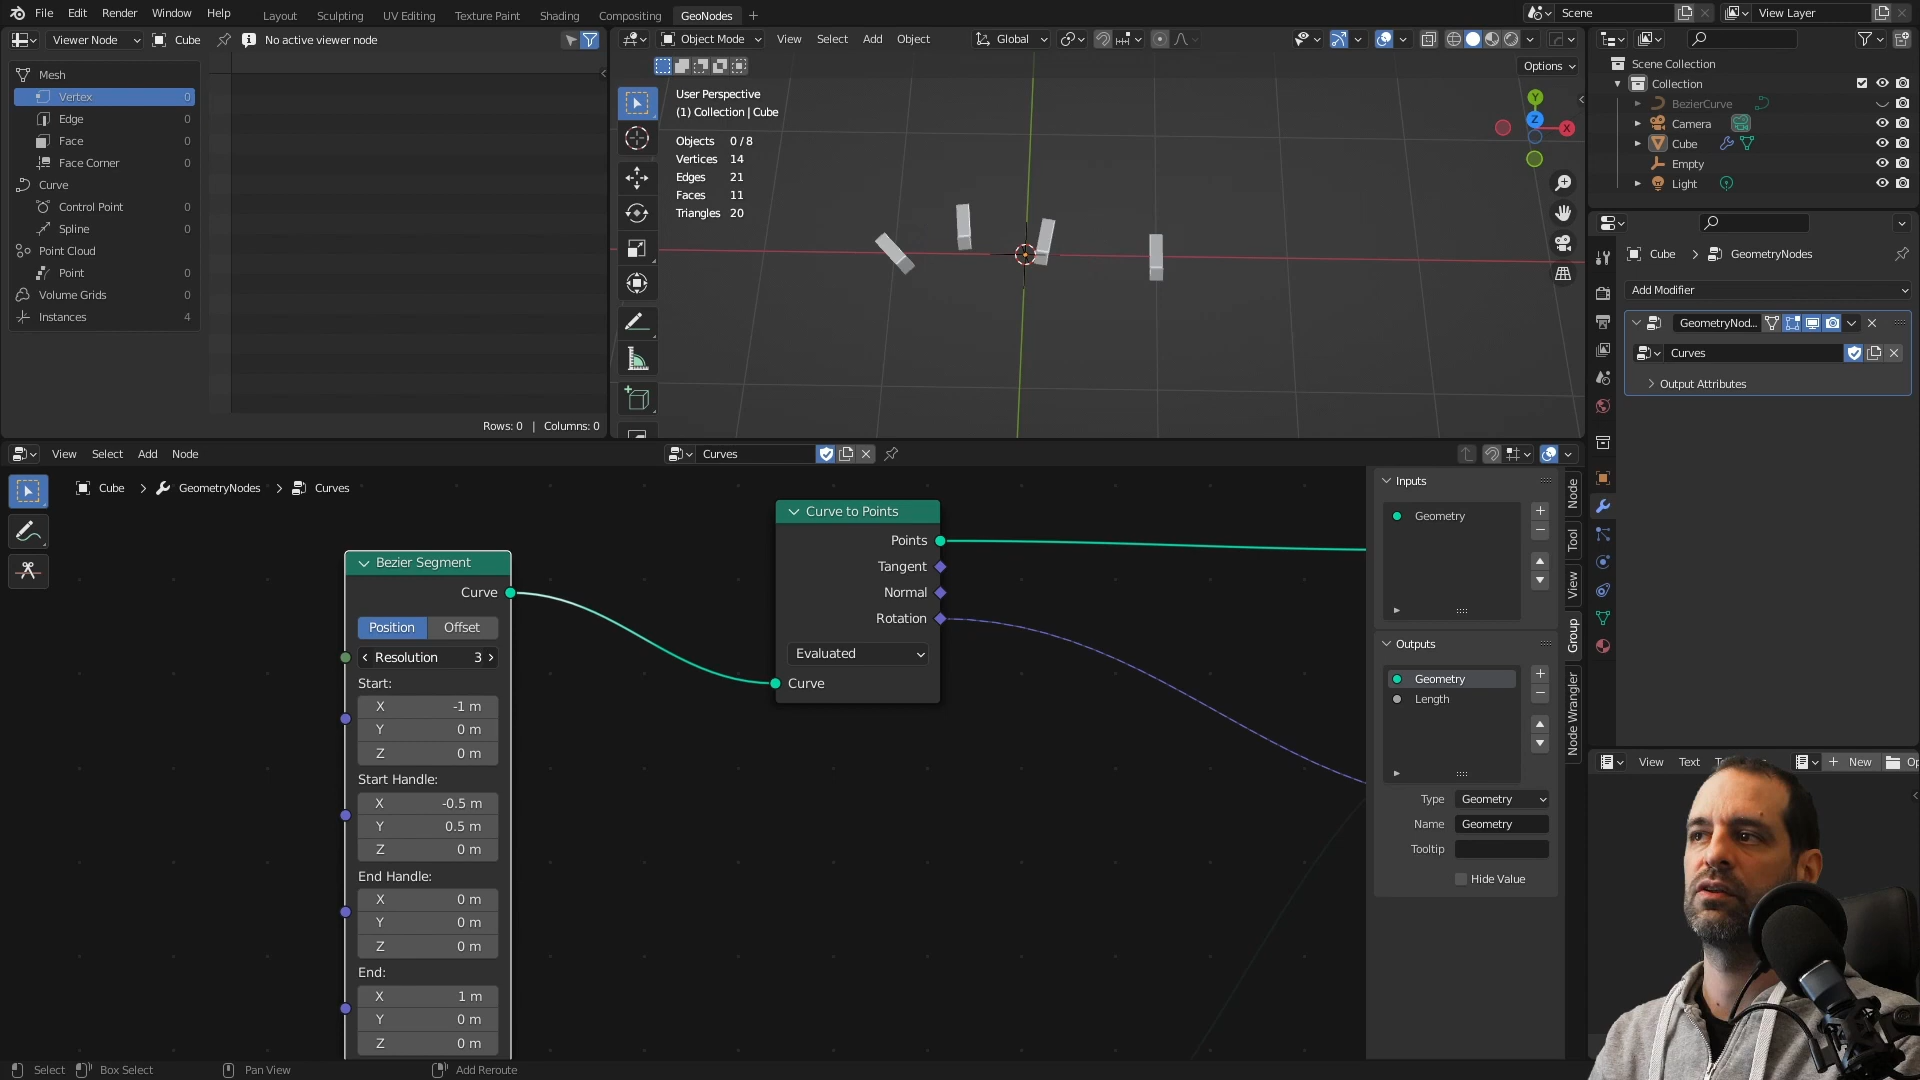 File Edit Render Window Help
Layout Sculpting UV Editing Texture Paint Shading Compositing GeoNodes
Scene View Layer
Viewer Node Cube No active viewer node
Object Mode View Select Add Object Global
Options
Mesh
Vertex 0
Edge 0
Face 0
Face Corner 0
Curve
Control Point 0
Spline 0
Point Cloud
Point 0
Volume Grids 0
Instances 4
Rows: 0 | Columns: 0
User Perspective
(1) Collection | Cube
Objects 0 / 8
Vertices 14
Edges 21
Faces 11
Triangles 20
Y
Z
X
Scene Collection
Collection
BezierCurve
Camera
Cube
Empty
Light
Cube GeometryNodes
Add Modifier
GeometryNod...
Curves
Output Attributes
View Select Add Node
Curves
Cube GeometryNodes Curves
Bezier Segment
Curve
Position Offset
Resolution 3
Start:
X -1 m
Y 0 m
Z 0 m
Start Handle:
X -0.5 m
Y 0.5 m
Z 0 m
End Handle:
X 0 m
Y 0 m
Z 0 m
End:
X 1 m
Y 0 m
Z 0 m
Curve to Points
Points
Tangent
Normal
Rotation
Evaluated
Curve
Inputs
Geometry
Outputs
Geometry
Length
Type Geometry
Name Geometry
Tooltip
Hide Value
Node
Tool
View
Group
Node Wrangler
View Text New
Select Box Select Pan View Add Reroute